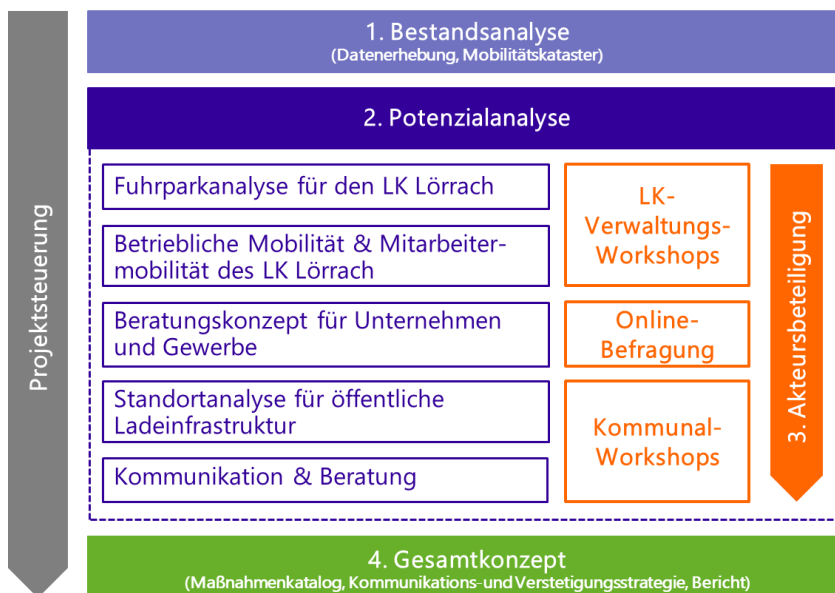 Projektsteuerung
1. Bestandsanalyse
(Datenerhebung, Mobilitätskataster)
2. Potenzialanalyse
Fuhrparkanalyse für den LK Lörrach
Betriebliche Mobilität & Mitarbeiter-
mobilität des LK Lörrach
Beratungskonzept für Unternehmen
und Gewerbe
Standortanalyse für öffentliche
Ladeinfrastruktur
Kommunikation & Beratung
LK-
Verwaltungs-
Workshops
Online-
Befragung
Kommunal-
Workshops
3. Akteursbeteiligung
4. Gesamtkonzept
(Maßnahmenkatalog, Kommunikations-und Verstetigungsstrategie, Bericht)